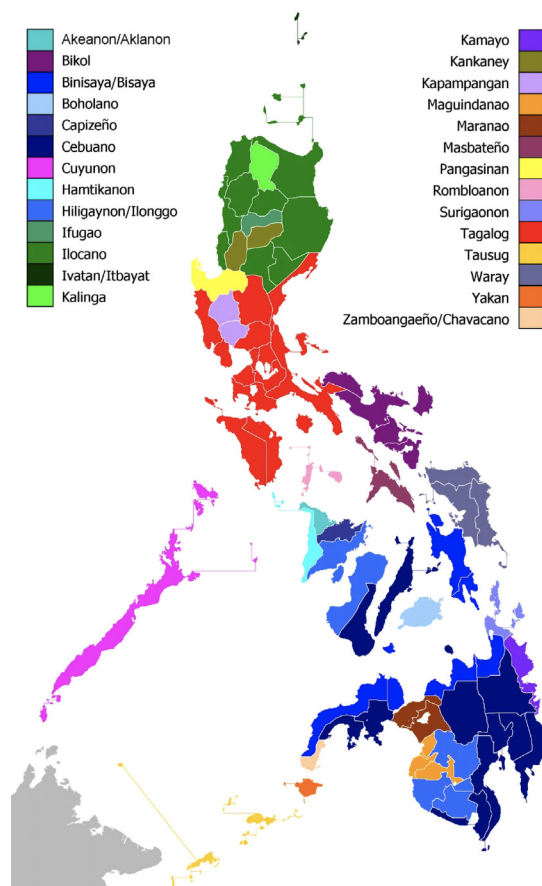 Akeanon/Aklanon
Bikol
Binisaya/Bisaya
Boholano
Capizeño
Cebuano
Cuyunon
Hamtikanon
Hiligaynon/Ilonggo
Ifugao
Ilocano
Ivatan/Itbayat
Kalinga
Kamayo
Kankaney
Kapampangan
Maguindanao
Maranao
Masbateño
Pangasinan
Rombloanon
Surigaonon
Tagalog
Tausug
Waray
Yakan
Zamboangaeño/Chavacano